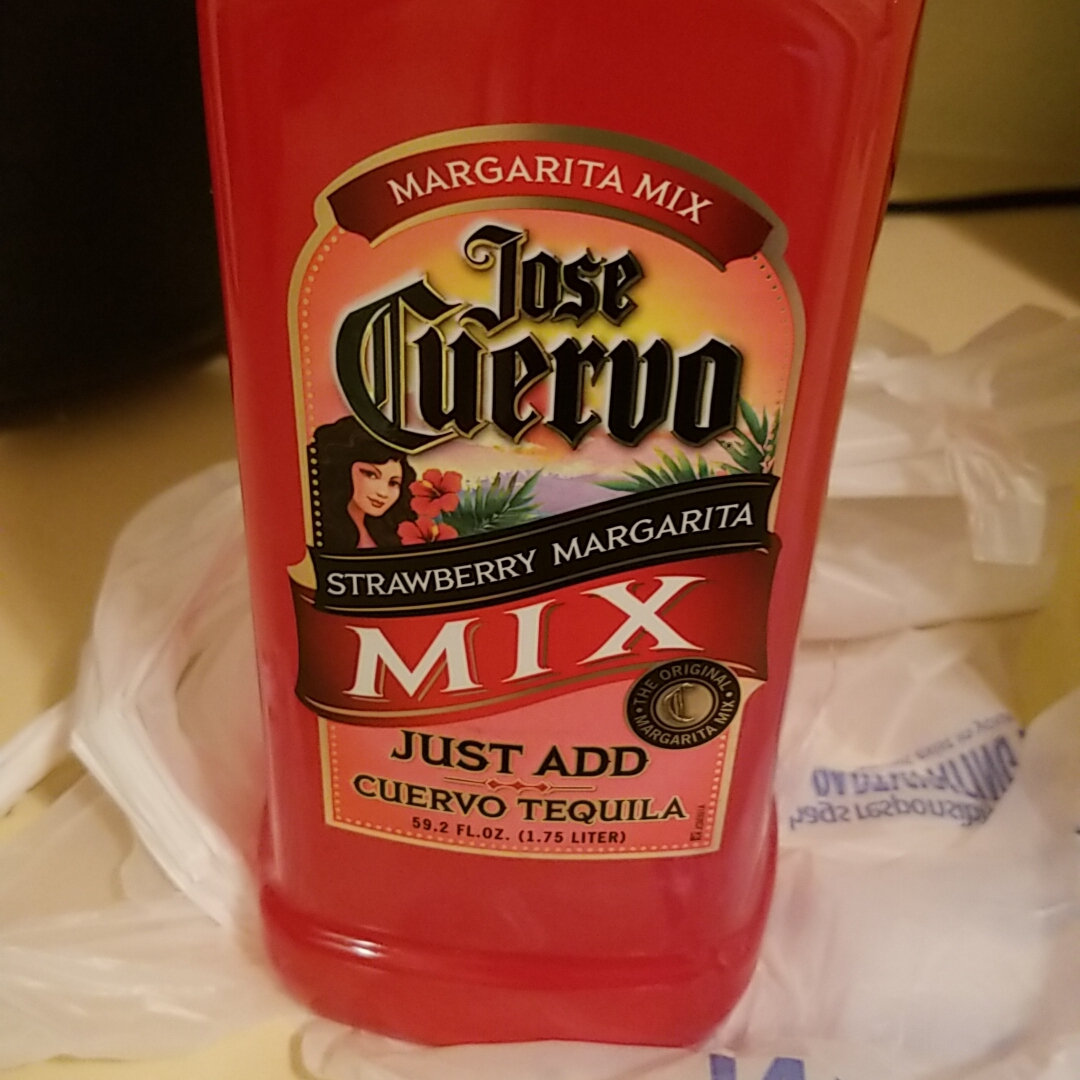 MARGARITA MIX
Jose
Cuervo
STRAWBERRY MARGARITA
MIX
THE ORIGINAL
C
MARGARITA MIX
JUST ADD
CUERVO TEQUILA
59.2 FL.OZ. (1.75 LITER)